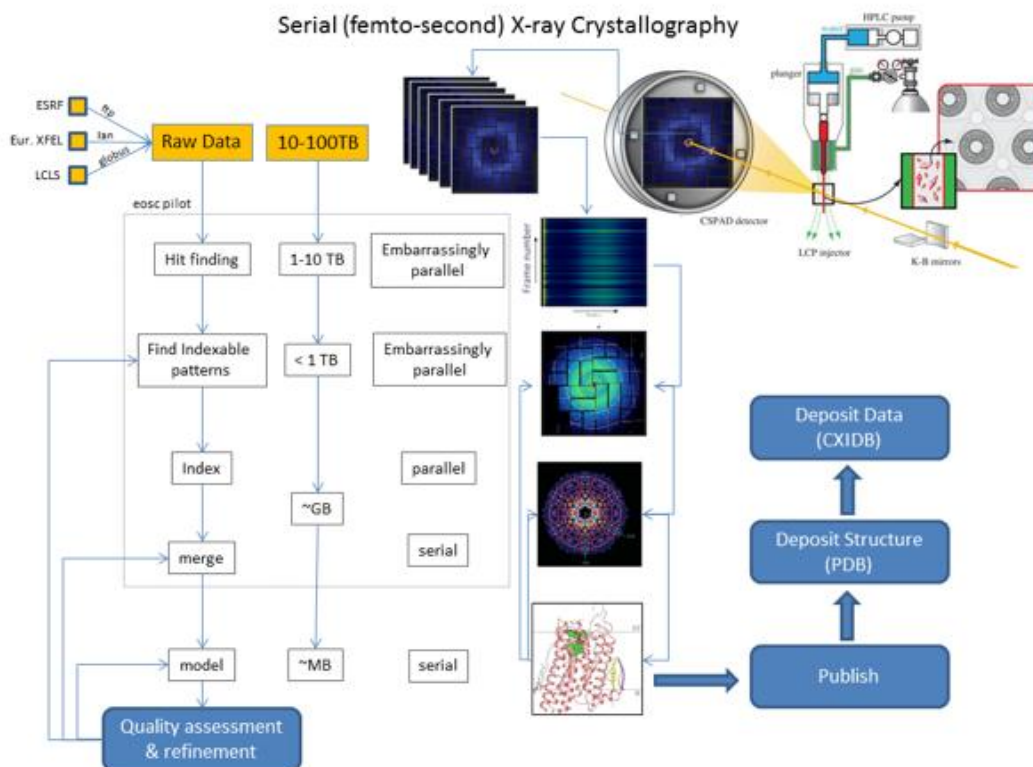 Serial (femto-second) X-ray Crystallography
HPLC pump
plunger
ESRF
ftp
Eur. XFEL
lan
LCLS
globus
Raw Data
10-100TB
CSPAD detector
LCP injector
K-B mirrors
eosc pilot
Hit finding
1-10 TB
Embarrassingly
parallel
Frame number
Find Indexable
patterns
< 1 TB
Embarrassingly
parallel
Index
parallel
~GB
merge
serial
model
~MB
serial
Quality assessment
& refinement
Deposit Data
(CXIDB)
Deposit Structure
(PDB)
Publish